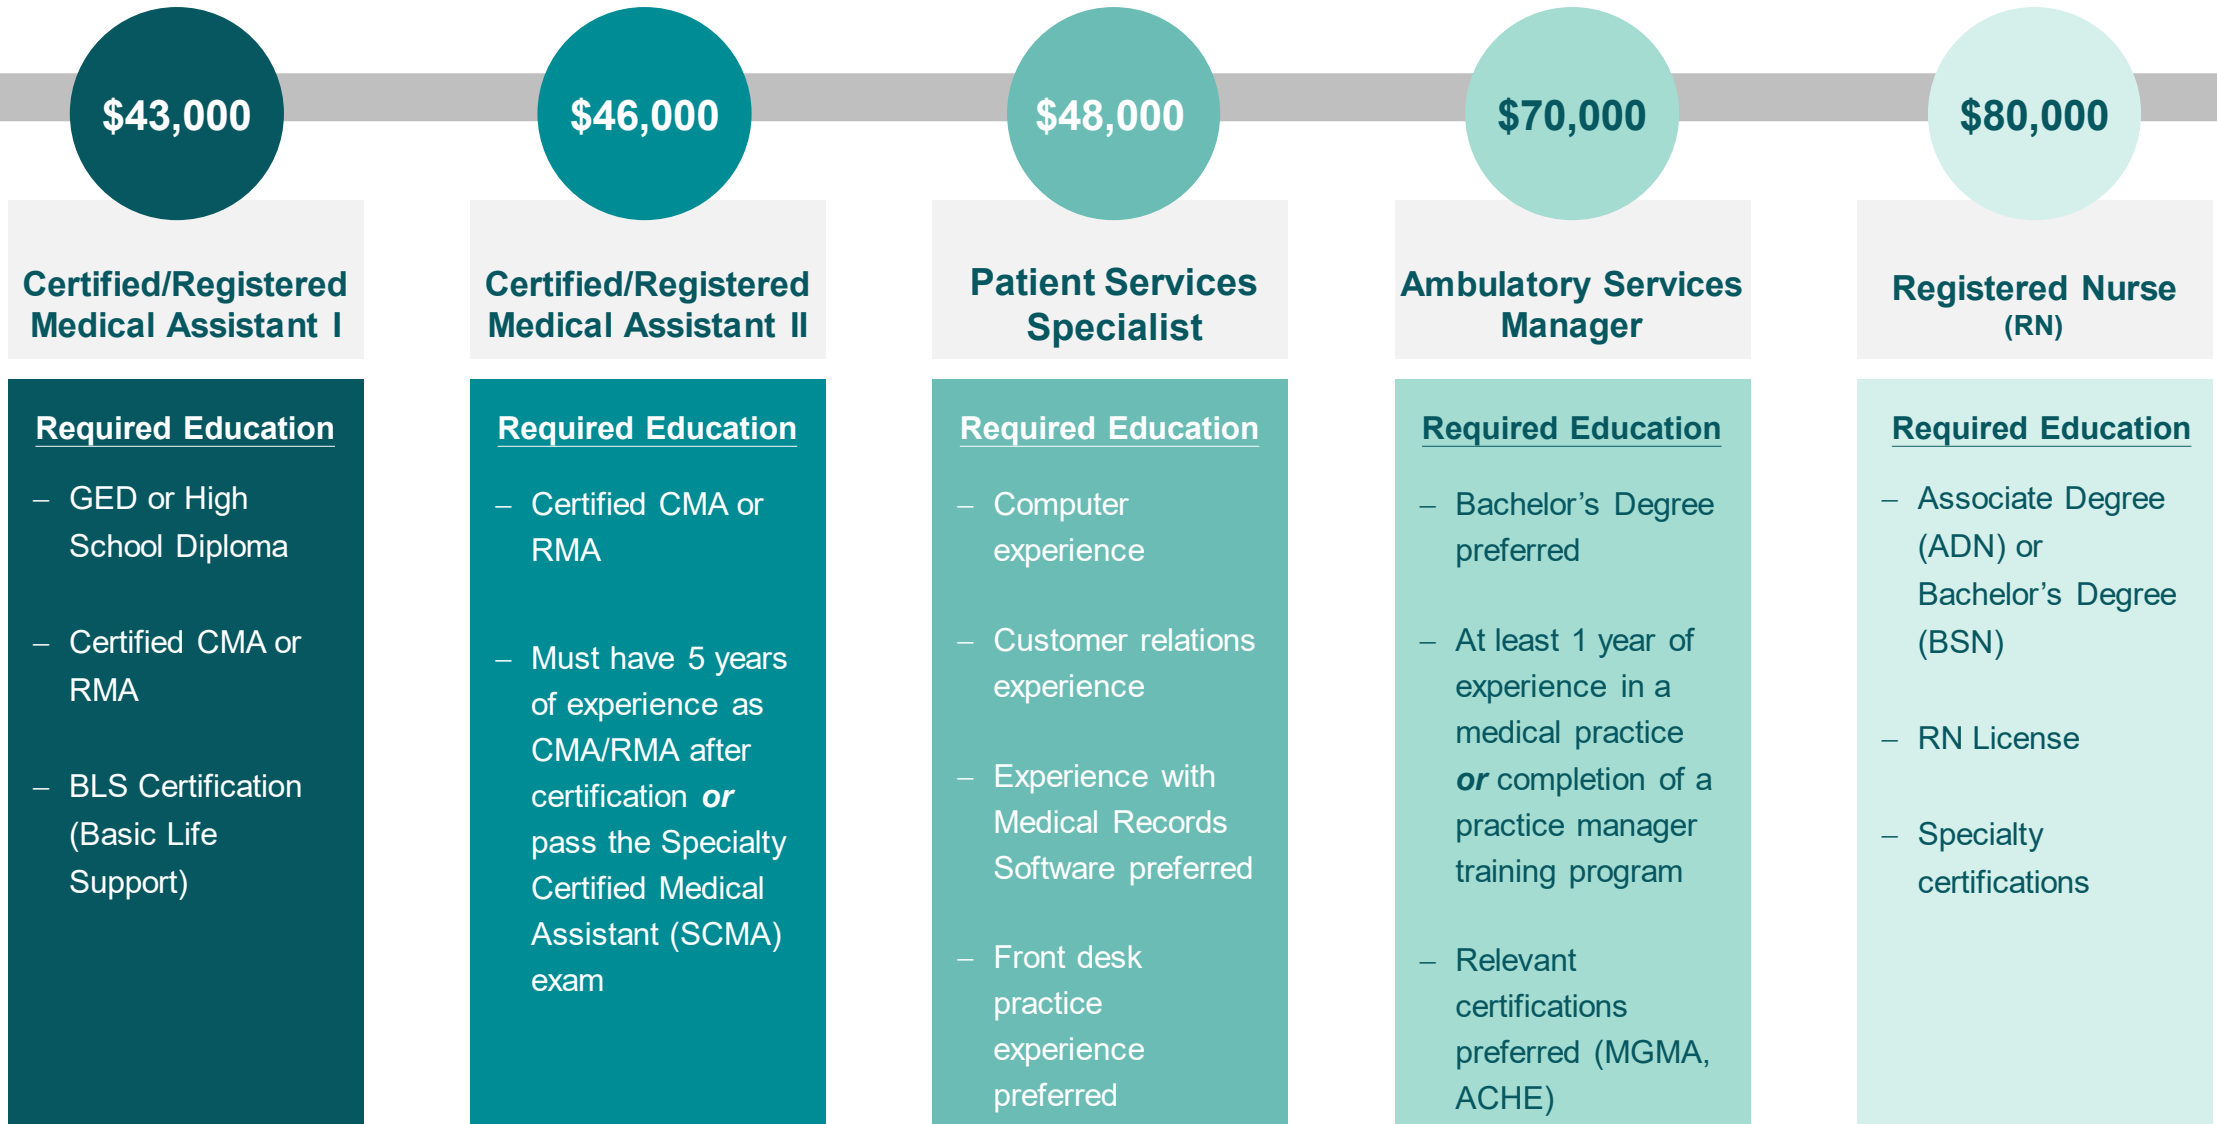 $43,000
Certified/Registered
Medical Assistant I
Required Education
– GED or High
School Diploma
– Certified CMA or
RMA
– BLS Certification
(Basic Life
Support)
$46,000
Certified/Registered
Medical Assistant II
Required Education
– Certified CMA or
RMA
– Must have 5 years
of experience as
CMA/RMA after
certification or
pass the Specialty
Certified Medical
Assistant (SCMA)
exam
$48,000
Patient Services
Specialist
Required Education
– Computer
experience
– Customer relations
experience
– Experience with
Medical Records
Software preferred
– Front desk
practice
experience
preferred
$70,000
Ambulatory Services
Manager
Required Education
– Bachelor’s Degree
preferred
– At least 1 year of
experience in a
medical practice
or completion of a
practice manager
training program
– Relevant
certifications
preferred (MGMA,
ACHE)
$80,000
Registered Nurse
(RN)
Required Education
– Associate Degree
(ADN) or
Bachelor’s Degree
(BSN)
– RN License
– Specialty
certifications